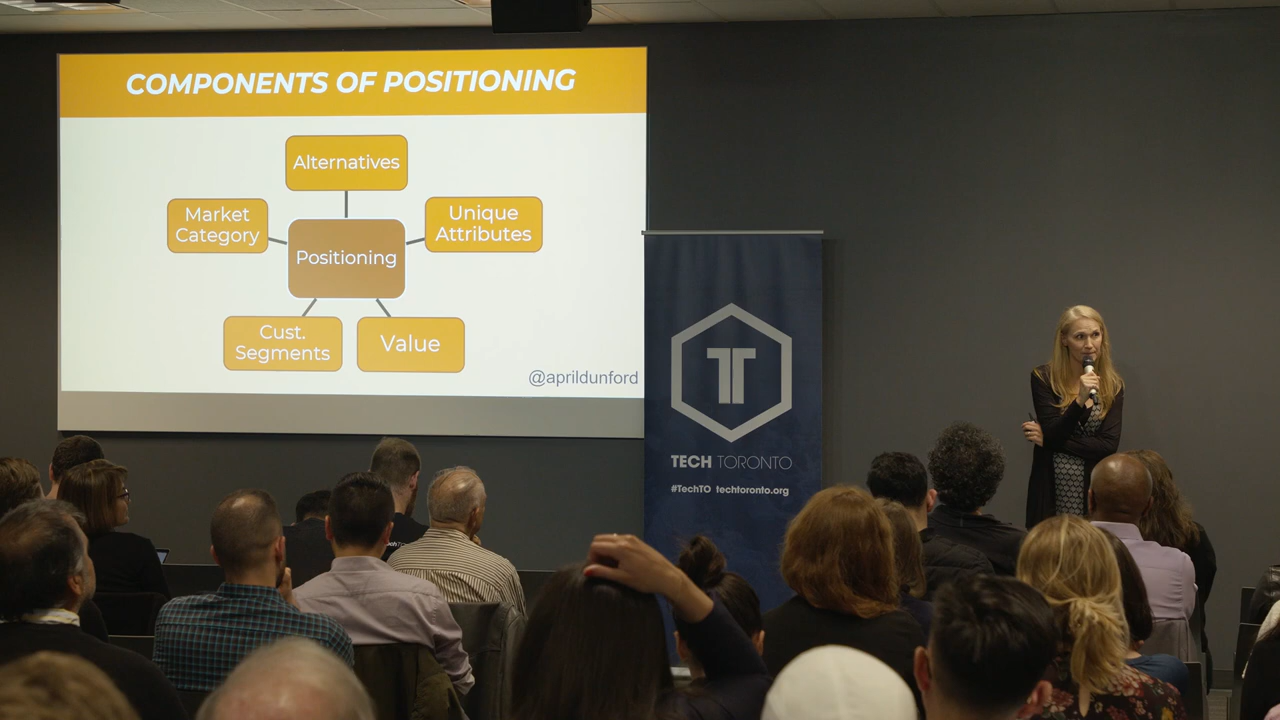 COMPONENTS OF POSITIONING
Alternatives
Market
Category
Unique
Attributes
Positioning
Cust.
Segments
Value
@aprildunford
TECH TORONTO
#TechTO techtoronto.org